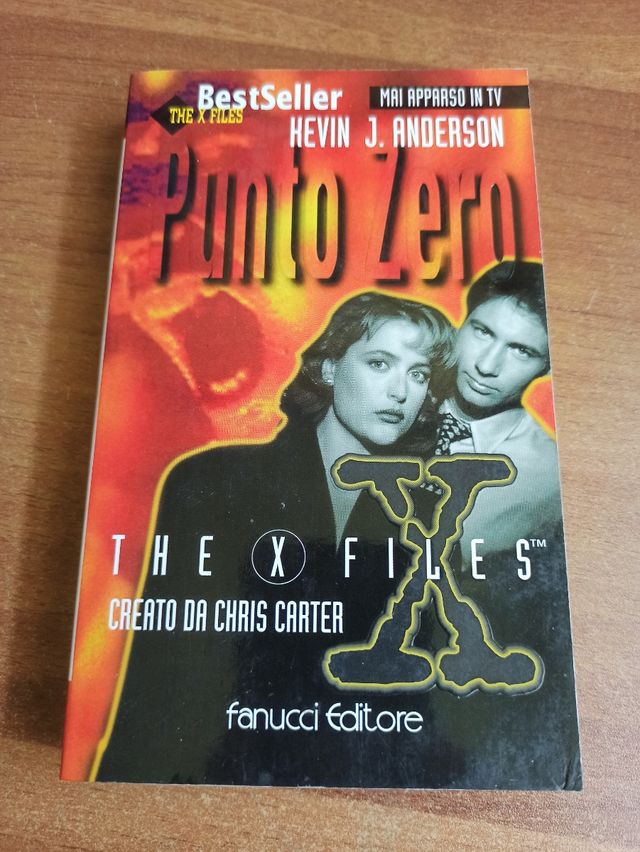 BestSeller
THE X FILES
MAI APPARSO IN TV
KEVIN J. ANDERSON
Punto Zero
X
THE X FILES™
CREATO DA CHRIS CARTER
fanucci Editore